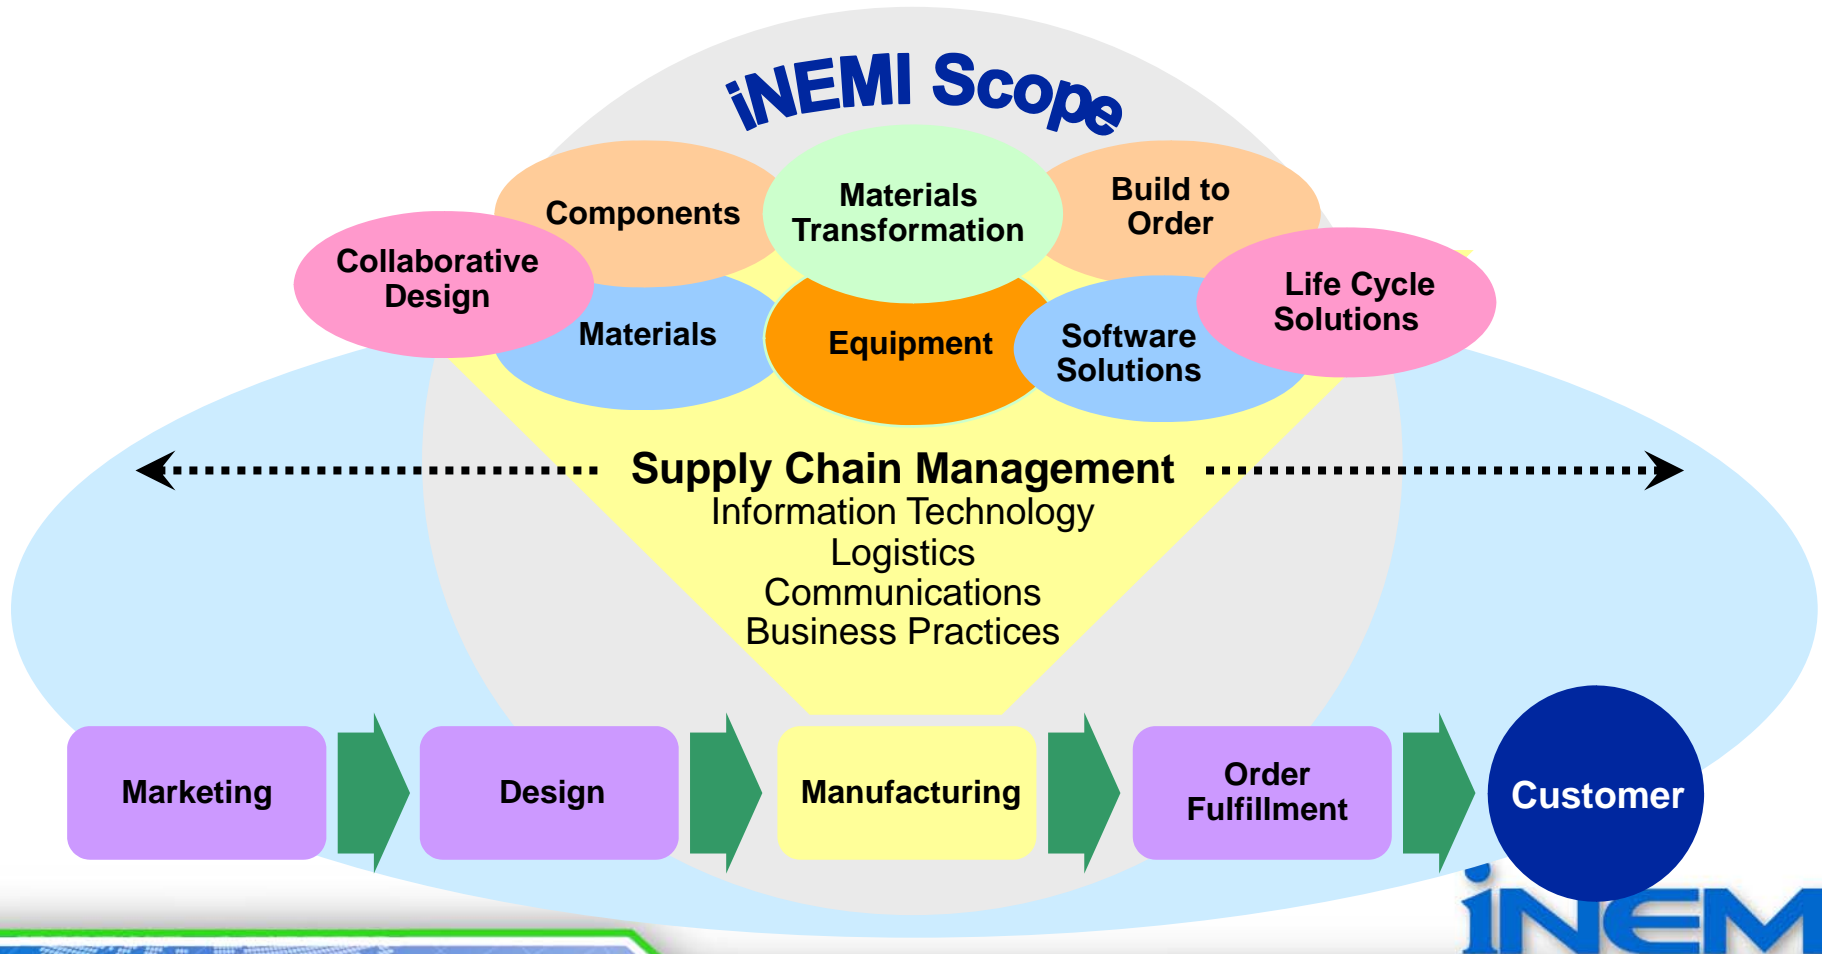 iNEMI Scope
Components
Materials
Transformation
Build to
Order
Collaborative
Design
Life Cycle
Solutions
Materials
Equipment
Software
Solutions
Supply Chain Management
Information Technology
Logistics
Communications
Business Practices
Marketing
Design
Manufacturing
Order
Fulfillment
Customer
iNEM